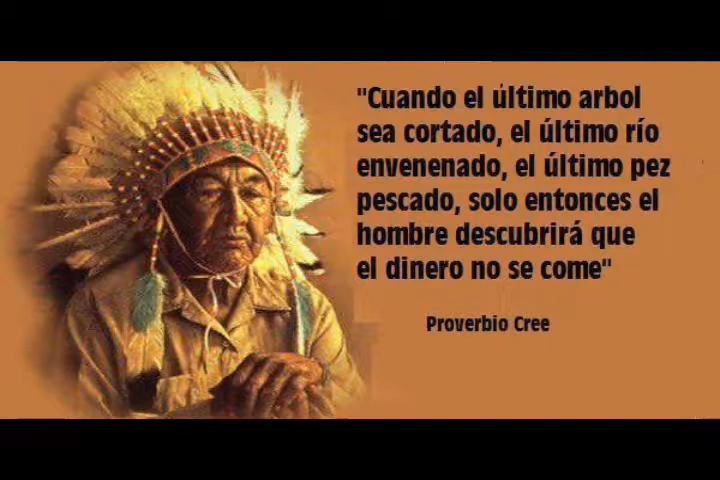 "Cuando el último arbol
sea cortado, el último río
envenenado, el último pez
pescado, solo entonces el
hombre descubrirá que
el dinero no se come"
Proverbio Cree